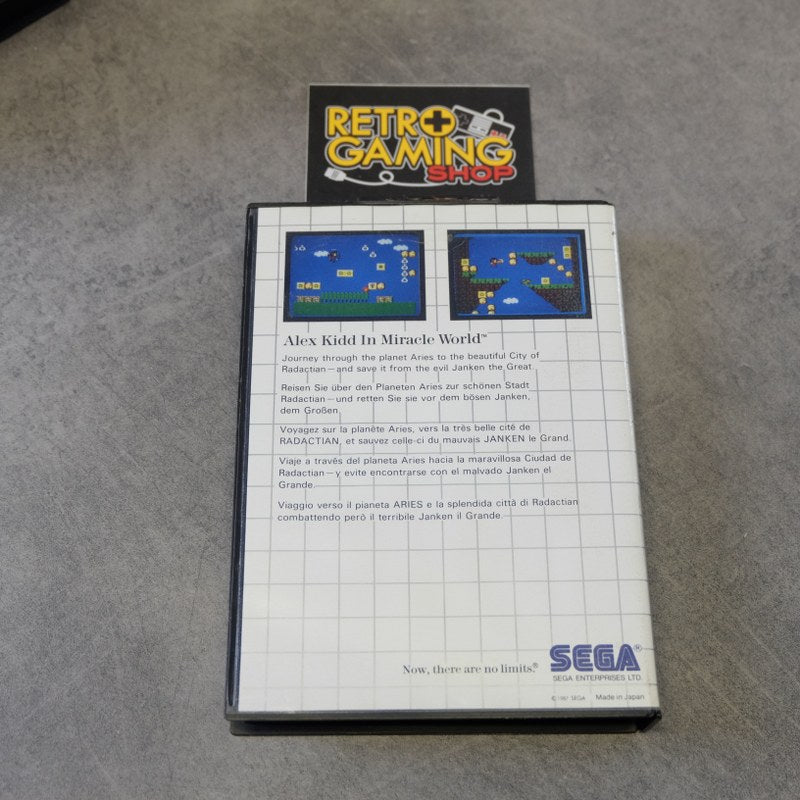 RETRO
GAMING
SHOP
Alex Kidd In Miracle World™
Journey through the planet Aries to the beautiful City of
Radactian—and save it from the evil Janken the Great.
Reisen Sie über den Planeten Aries zur schönen Stadt
Radactian—und retten Sie sie vor dem bösen Janken,
dem Großen.
Voyagez sur la planète Aries, vers la très belle cité de
RADACTIAN, et sauvez celle-ci du mauvais JANKEN le Grand.
Viaje a través del planeta Aries hacia la maravillosa Ciudad de
Radactian—y evite encontrarse con el malvado Janken el
Grande.
Viaggio verso il pianeta ARIES e la splendida città di Radactian
combattendo però il terribile Janken il Grande.
Now, there are no limits.®
SEGA®
SEGA ENTERPRISES LTD.
© 1987 SEGA Made in Japan